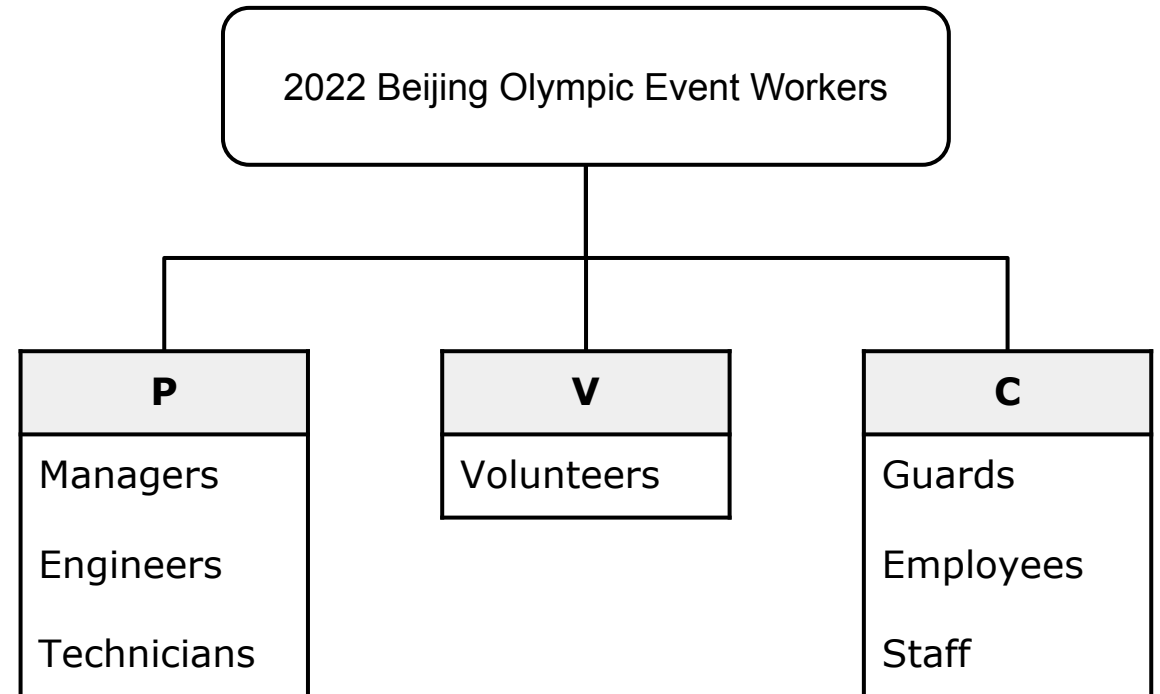 2022 Beijing Olympic Event Workers
P
Managers
Engineers
Technicians
V
Volunteers
C
Guards
Employees
Staff